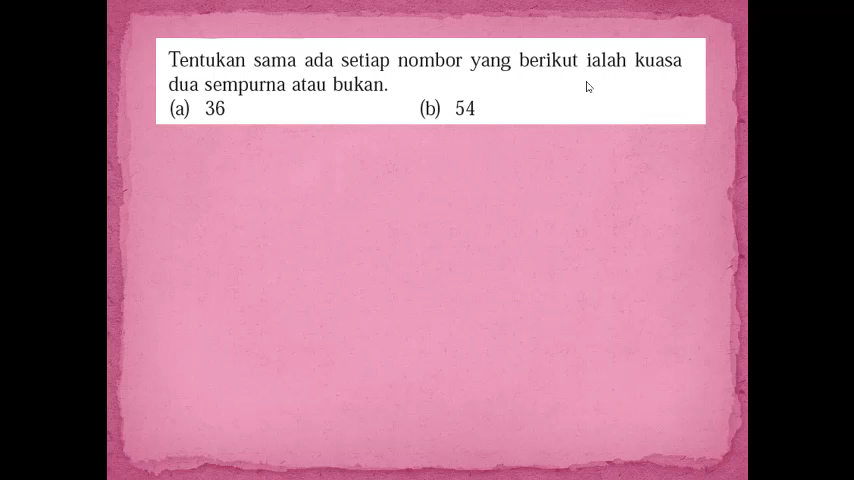 Tentukan sama ada setiap nombor yang berikut ialah kuasa
dua sempurna atau bukan.
(a) 36 (b) 54